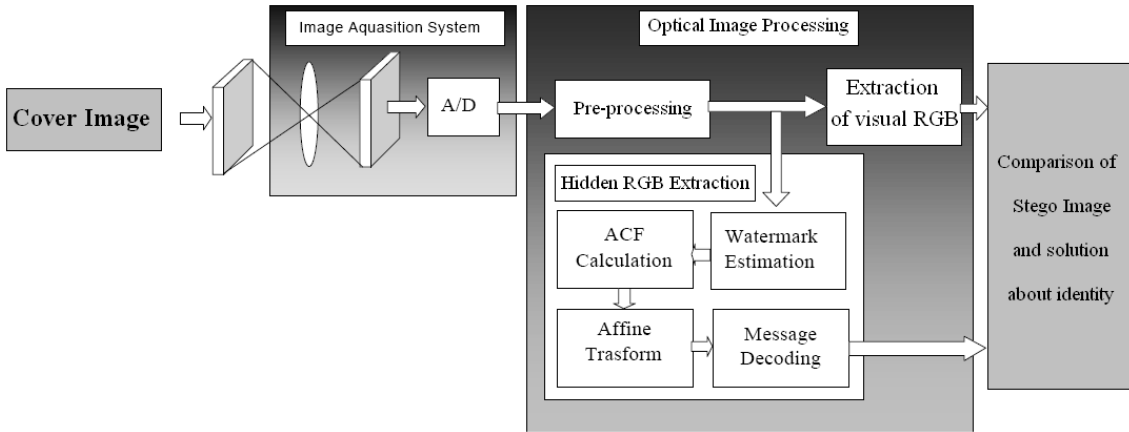 Image Aquasition System
Optical Image Processing
Cover Image
A/D
Pre-processing
Extraction
of visual RGB
Hidden RGB Extraction
ACF
Calculation
Watermark
Estimation
Affine
Trasform
Message
Decoding
Comparison of
Stego Image
and solution
about identity